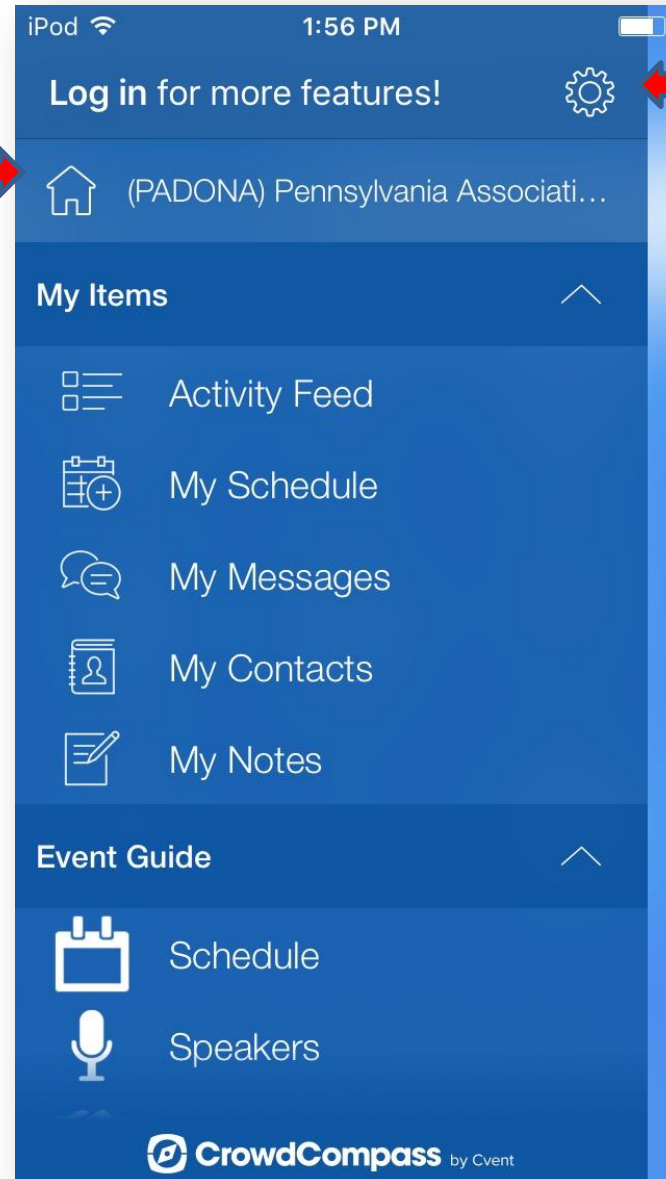 iPod 1:56 PM
Log in for more features!
(PADONA) Pennsylvania Associati...
My Items
Activity Feed
My Schedule
My Messages
My Contacts
My Notes
Event Guide
Schedule
Speakers
CrowdCompass by Cvent